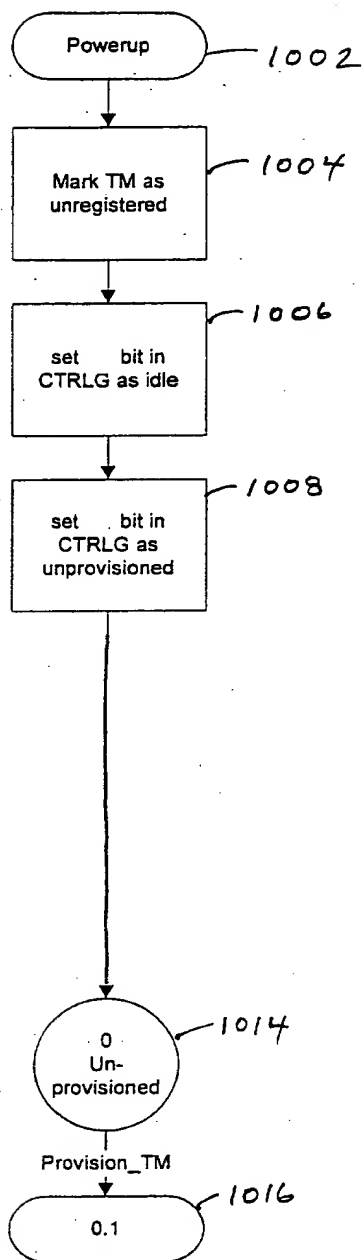 Powerup
1002
Mark TM as
unregistered
1004
set bit in
CTRLG as idle
1006
set bit in
CTRLG as
unprovisioned
1008
0
Un-
provisioned
1014
Provision_TM
0.1
1016